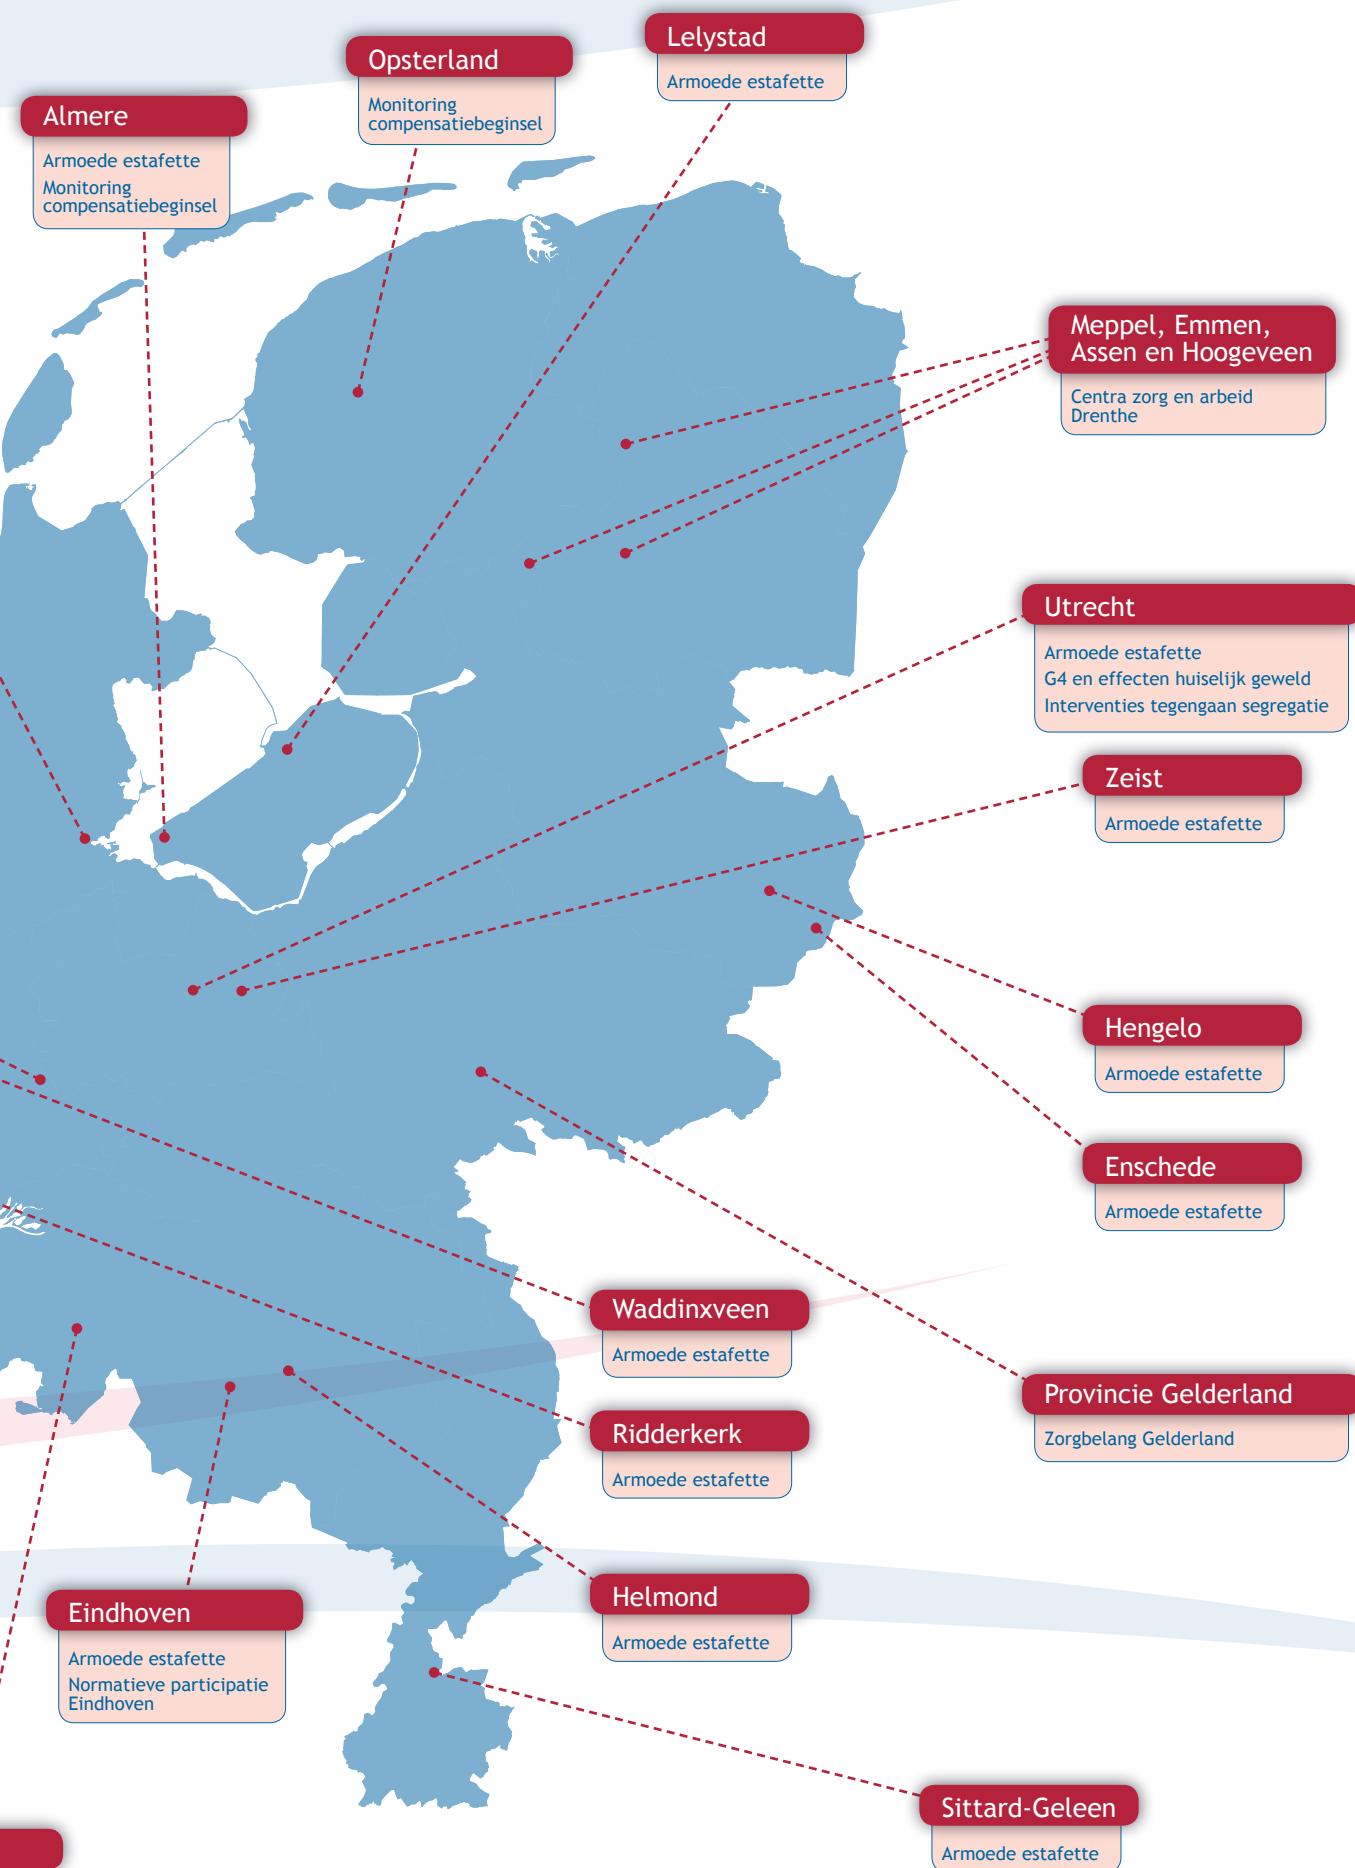 Lelystad
Armoede estafette
Opsterland
Monitoring
compensatiebeginsel
Almere
Armoede estafette
Monitoring
compensatiebeginsel
Meppel, Emmen,
Assen en Hoogeveen
Centra zorg en arbeid
Drenthe
Utrecht
Armoede estafette
G4 en effecten huiselijk geweld
Interventies tegengaan segregatie
Zeist
Armoede estafette
Hengelo
Armoede estafette
Enschede
Armoede estafette
Waddinxveen
Armoede estafette
Provincie Gelderland
Zorgbelang Gelderland
Ridderkerk
Armoede estafette
Helmond
Armoede estafette
Eindhoven
Armoede estafette
Normatieve participatie
Eindhoven
Sittard-Geleen
Armoede estafette